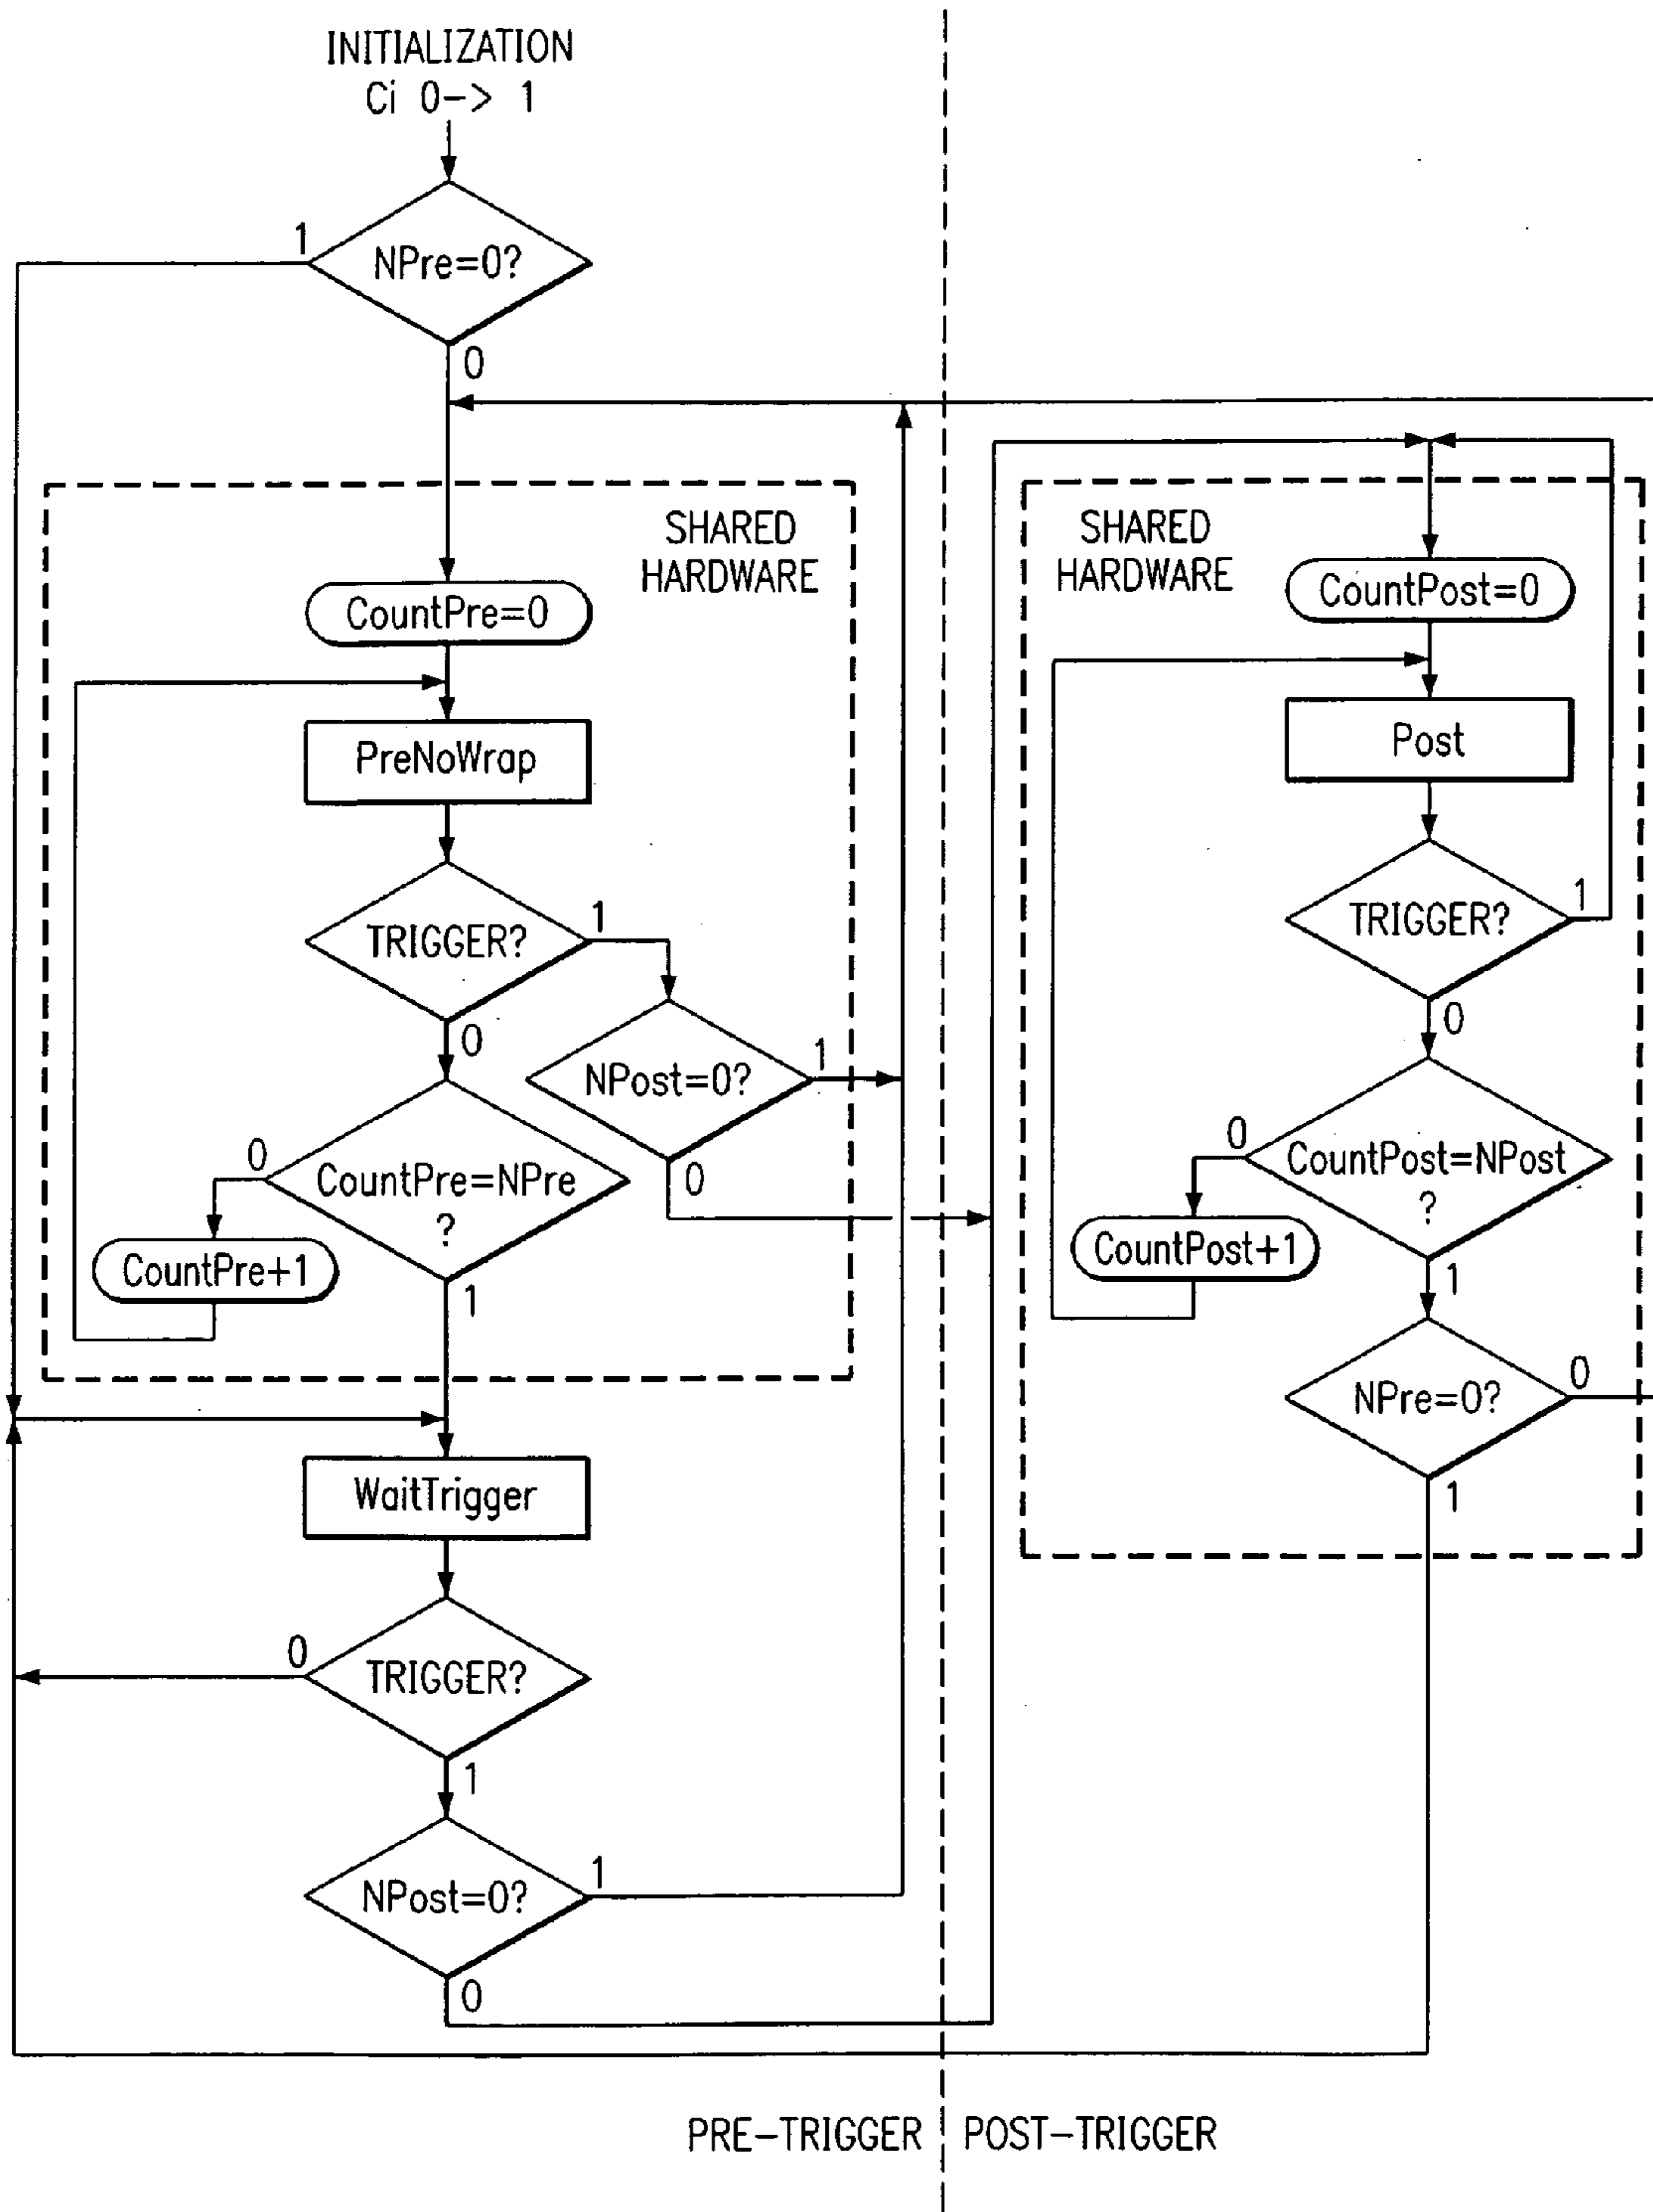 INITIALIZATION
Ci 0-> 1
NPre=0?
1
0
SHARED
HARDWARE
CountPre=0
PreNoWrap
TRIGGER?
1
0
NPost=0?
1
0
CountPre=NPre
?
0
1
CountPre+1
WaitTrigger
TRIGGER?
0
1
NPost=0?
1
0
SHARED
HARDWARE
CountPost=0
Post
TRIGGER?
1
0
CountPost=NPost
?
0
1
CountPost+1
NPre=0?
0
1
PRE-TRIGGER
POST-TRIGGER